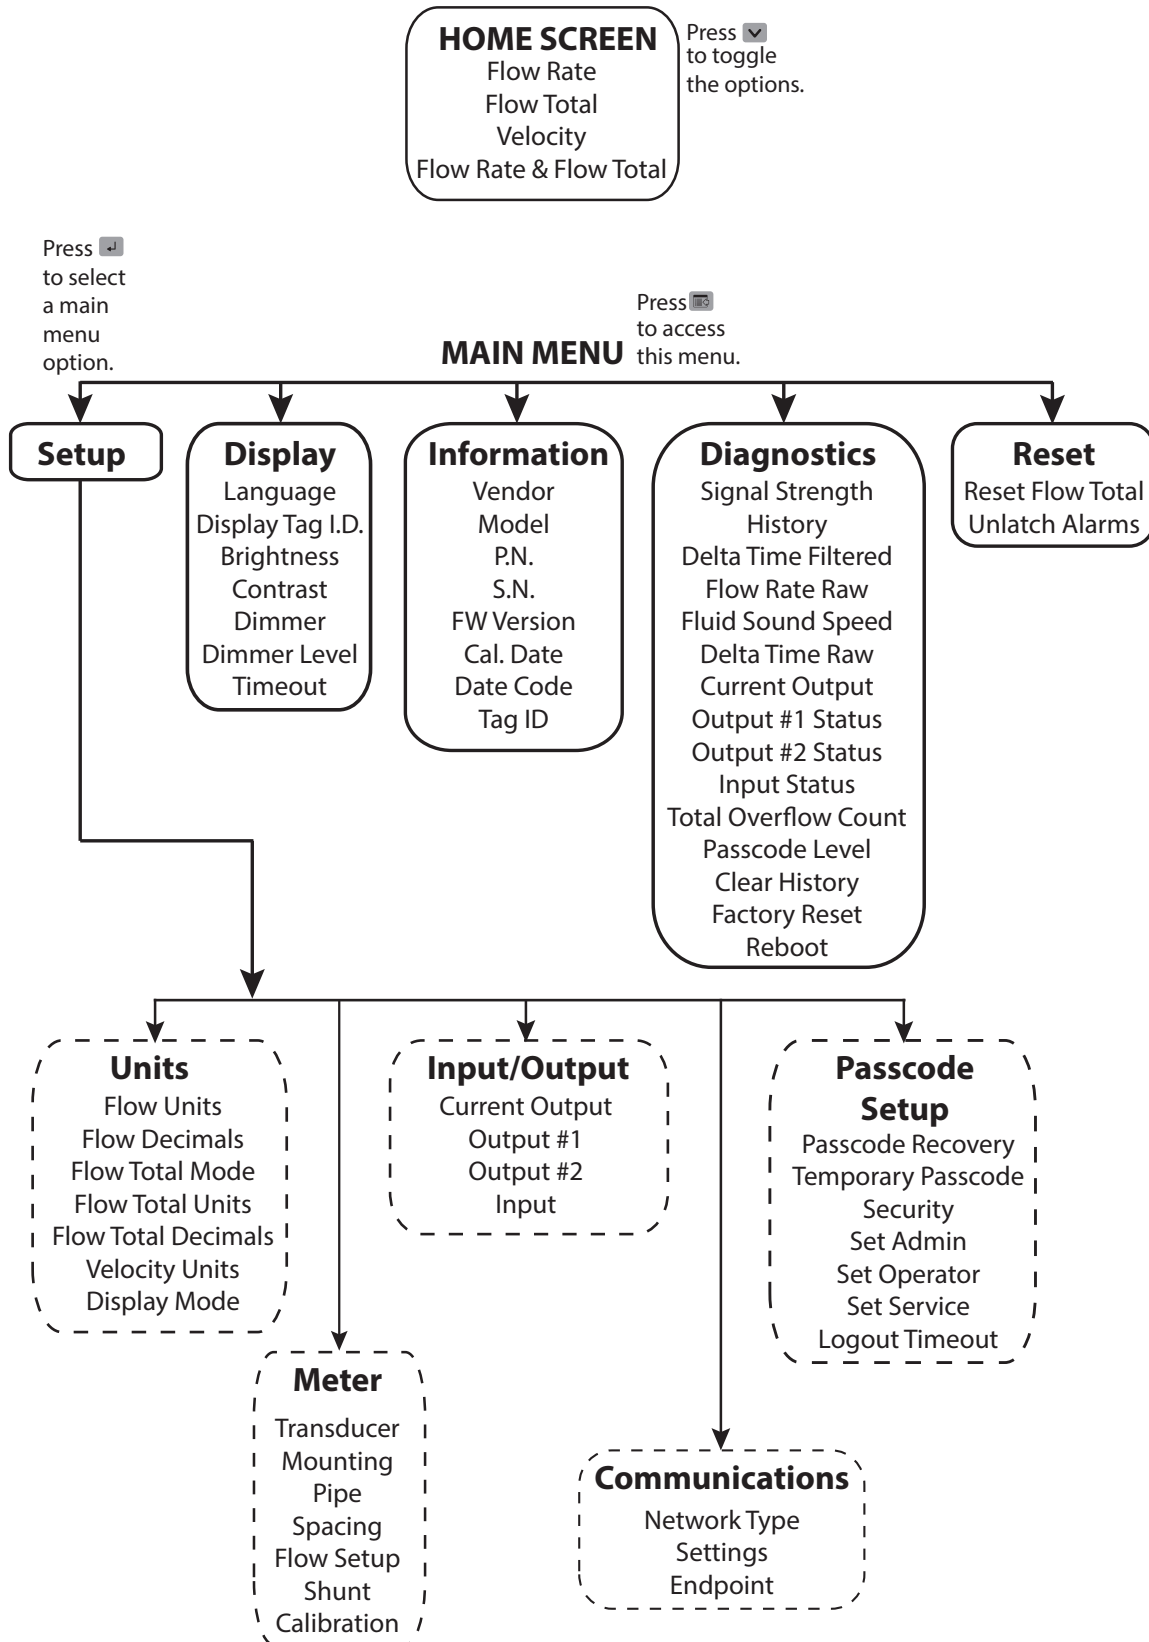 HOME SCREEN
Flow Rate
Flow Total
Velocity
Flow Rate & Flow Total
Press
to toggle
the options.
Press
to select
a main
menu
option.
MAIN MENU
Press
to access
this menu.
Setup
Display
Language
Display Tag I.D.
Brightness
Contrast
Dimmer
Dimmer Level
Timeout
Information
Vendor
Model
P.N.
S.N.
FW Version
Cal. Date
Date Code
Tag ID
Diagnostics
Signal Strength
History
Delta Time Filtered
Flow Rate Raw
Fluid Sound Speed
Delta Time Raw
Current Output
Output #1 Status
Output #2 Status
Input Status
Total Overflow Count
Passcode Level
Clear History
Factory Reset
Reboot
Reset
Reset Flow Total
Unlatch Alarms
Units
Flow Units
Flow Decimals
Flow Total Mode
Flow Total Units
Flow Total Decimals
Velocity Units
Display Mode
Meter
Transducer
Mounting
Pipe
Spacing
Flow Setup
Shunt
Calibration
Input/Output
Current Output
Output #1
Output #2
Input
Communications
Network Type
Settings
Endpoint
Passcode
Setup
Passcode Recovery
Temporary Passcode
Security
Set Admin
Set Operator
Set Service
Logout Timeout